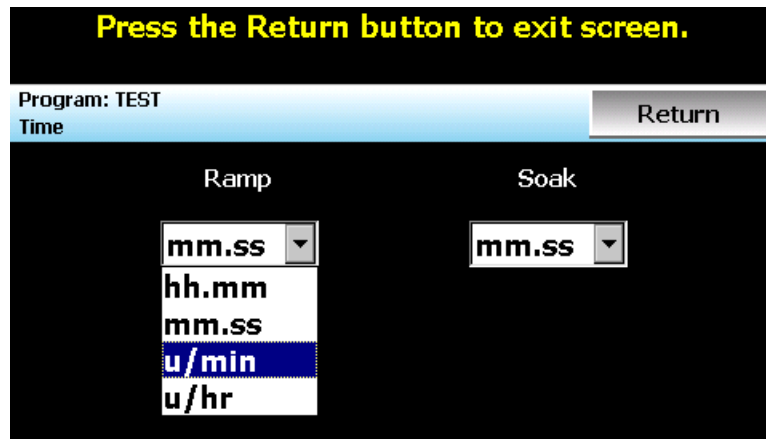 Press the Return button to exit screen.
Program: TEST
Time
Return
Ramp
Soak
mm.ss
mm.ss
hh.mm
mm.ss
u/min
u/hr